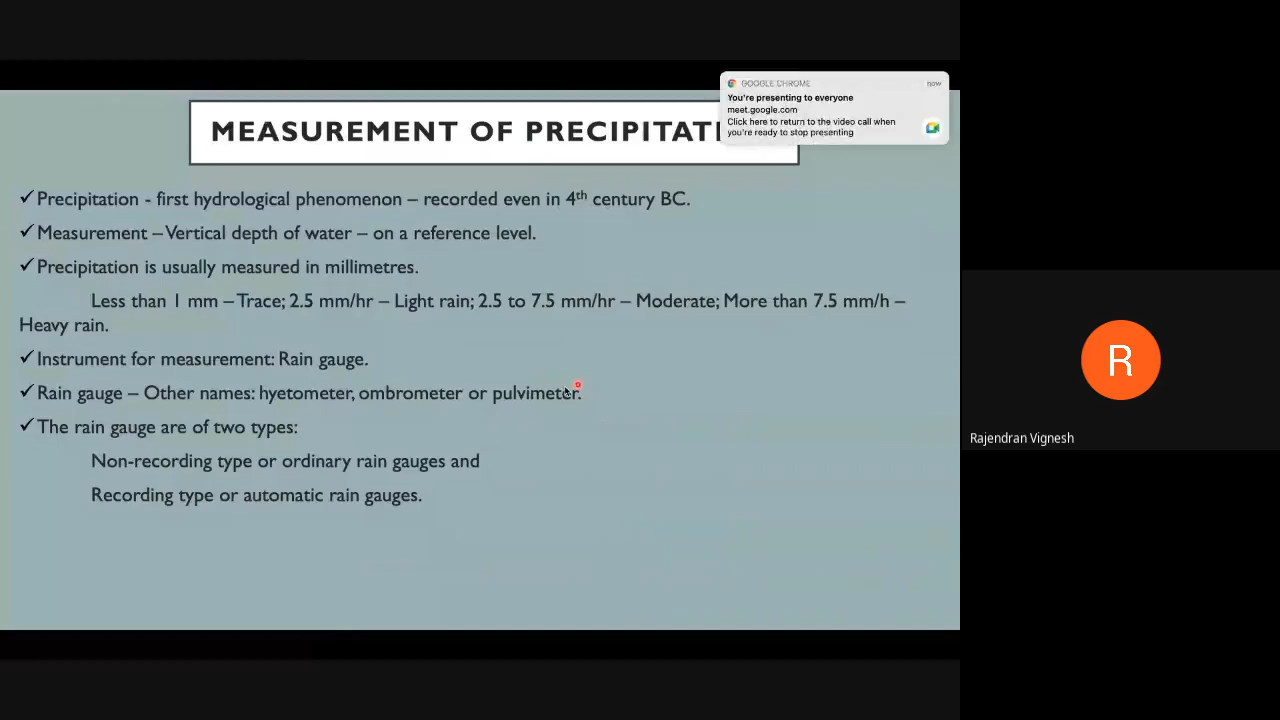 MEASUREMENT OF PRECIPITATI
GOOGLE CHROME
now
You're presenting to everyone
meet.google.com
Click here to return to the video call when
you're ready to stop presenting
✓Precipitation - first hydrological phenomenon – recorded even in 4th century BC.
✓Measurement – Vertical depth of water – on a reference level.
✓Precipitation is usually measured in millimetres.
Less than 1 mm – Trace; 2.5 mm/hr – Light rain; 2.5 to 7.5 mm/hr – Moderate; More than 7.5 mm/h –
Heavy rain.
✓Instrument for measurement: Rain gauge.
✓Rain gauge – Other names: hyetometer, ombrometer or pulvimeter.
✓The rain gauge are of two types:
Non-recording type or ordinary rain gauges and
Recording type or automatic rain gauges.
R
Rajendran Vignesh